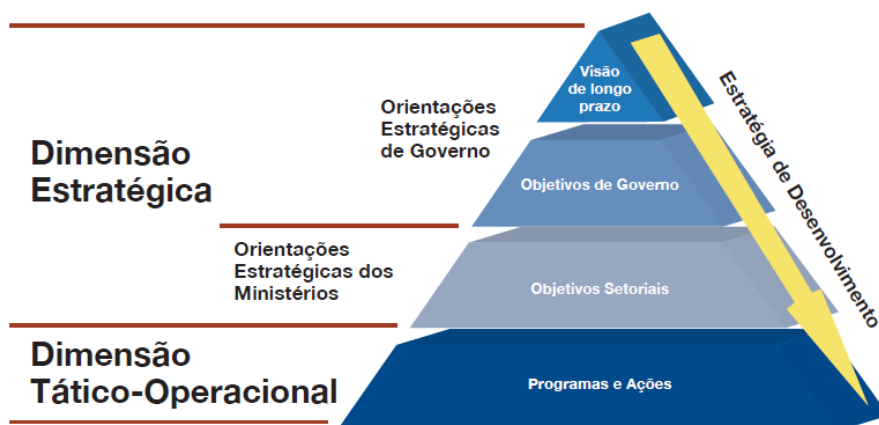 Visão
de longo
prazo
Orientações
Estratégicas
de Governo
Dimensão
Estratégica
Objetivos de Governo
Estratégia de Desenvolvimento
Orientações
Estratégicas dos
Ministérios
Objetivos Setoriais
Dimensão
Tático-Operacional
Programas e Ações